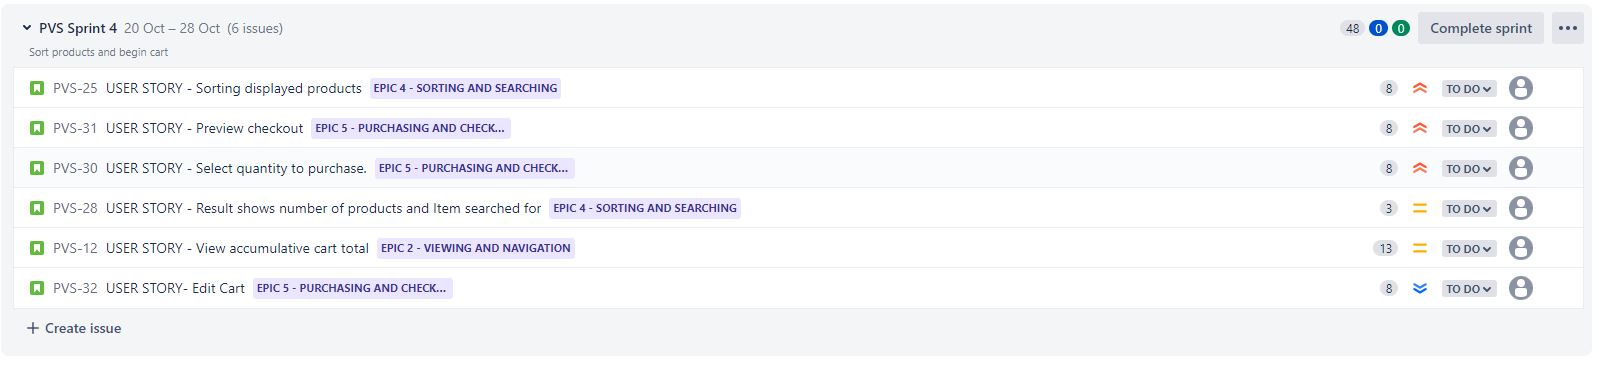 PVS Sprint 4 20 Oct – 28 Oct (6 issues) 48 0 0 Complete sprint
Sort products and begin cart
PVS-25 USER STORY - Sorting displayed products EPIC 4 - SORTING AND SEARCHING 8 TO DO
PVS-31 USER STORY - Preview checkout EPIC 5 - PURCHASING AND CHECK... 8 TO DO
PVS-30 USER STORY - Select quantity to purchase. EPIC 5 - PURCHASING AND CHECK... 8 TO DO
PVS-28 USER STORY - Result shows number of products and Item searched for EPIC 4 - SORTING AND SEARCHING 3 TO DO
PVS-12 USER STORY - View accumulative cart total EPIC 2 - VIEWING AND NAVIGATION 13 TO DO
PVS-32 USER STORY- Edit Cart EPIC 5 - PURCHASING AND CHECK... 8 TO DO
+ Create issue